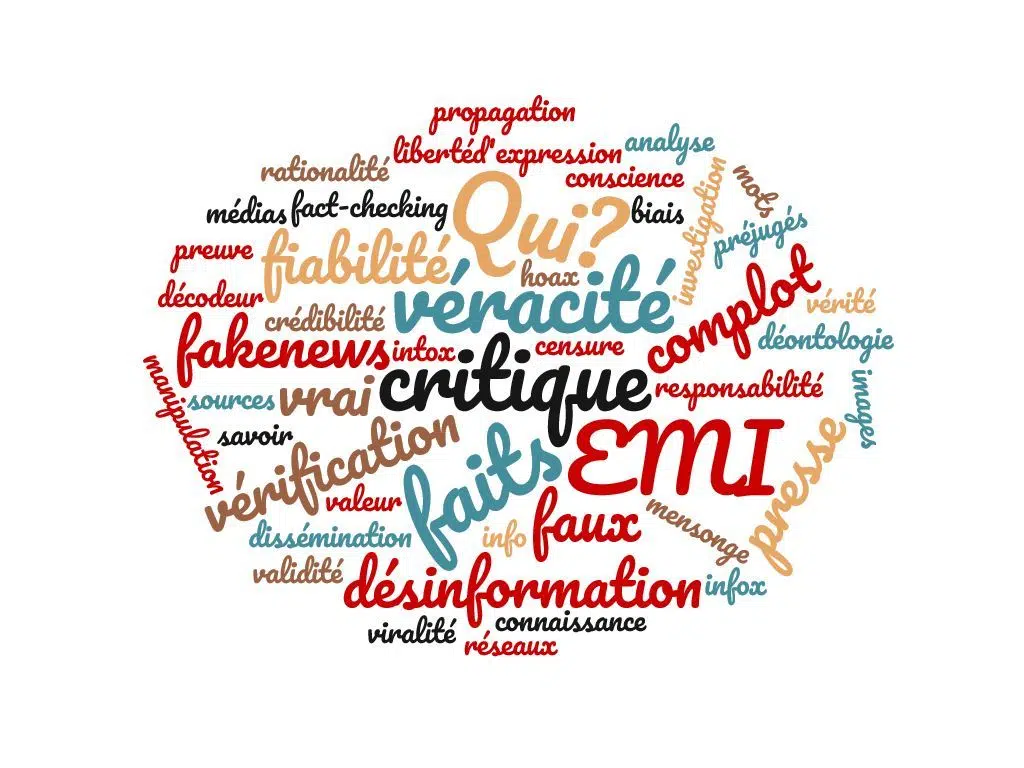 propagation
libertéd'expression
analyse
rationalité
conscience
Qui?
investigation
mots
médias
fact-checking
biais
préjugés
preuve
fiabilité
hoax
véracité
complot
décodeur
crédibilité
vérité
fakenews
intox
censure
déontologie
critique
manipulation
sources
vrai
responsabilité
images
savoir
vérification
faits
EMI
presse
valeur
faux
mensonge
dissémination
info
validité
désinformation
infox
viralité
connaissance
réseaux